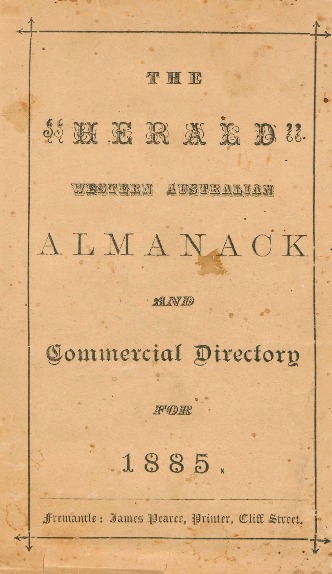 THE
"HERALD"
WESTERN AUSTRALIAN
ALMANACK
AND
Commercial Directory
FOR
1885.
Fremantle: James Pearce, Printer, Cliff Street.